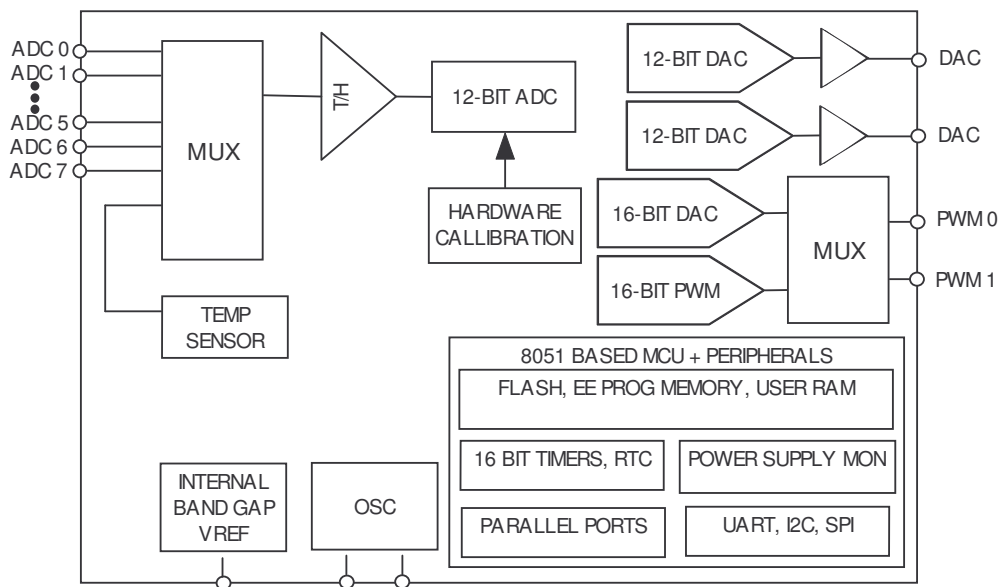 ADC 0
ADC 1
ADC 5
ADC 6
ADC 7
MUX
T/H
12-BIT ADC
HARDWARE
CALLIBRATION
TEMP
SENSOR
12-BIT DAC
DAC
12-BIT DAC
DAC
16-BIT DAC
16-BIT PWM
MUX
PWM 0
PWM 1
8051 BASED MCU + PERIPHERALS
FLASH, EE PROG MEMORY, USER RAM
16 BIT TIMERS, RTC
POWER SUPPLY MON
PARALLEL PORTS
UART, I2C, SPI
INTERNAL
BAND GAP
VREF
OSC